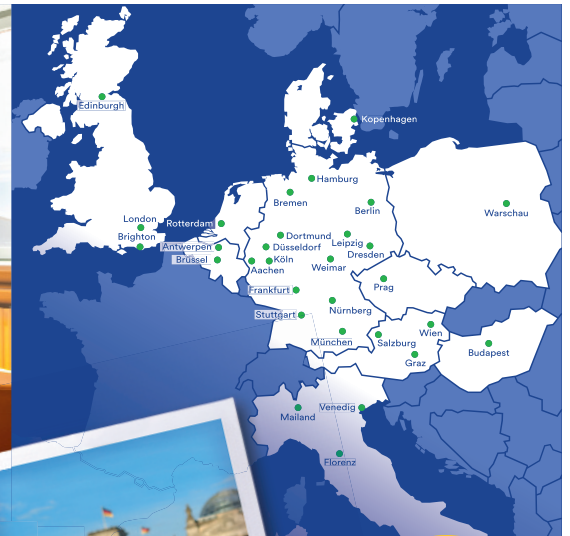 Edinburgh
Kopenhagen
Hamburg
Bremen
Berlin
Warschau
London
Rotterdam
Brighton
Dortmund
Leipzig
Antwerpen
Düsseldorf
Dresden
Brüssel
Köln
Aachen
Weimar
Prag
Frankfurt
Nürnberg
Stuttgart
Wien
München
Salzburg
Budapest
Graz
Mailand
Venedig
Florenz